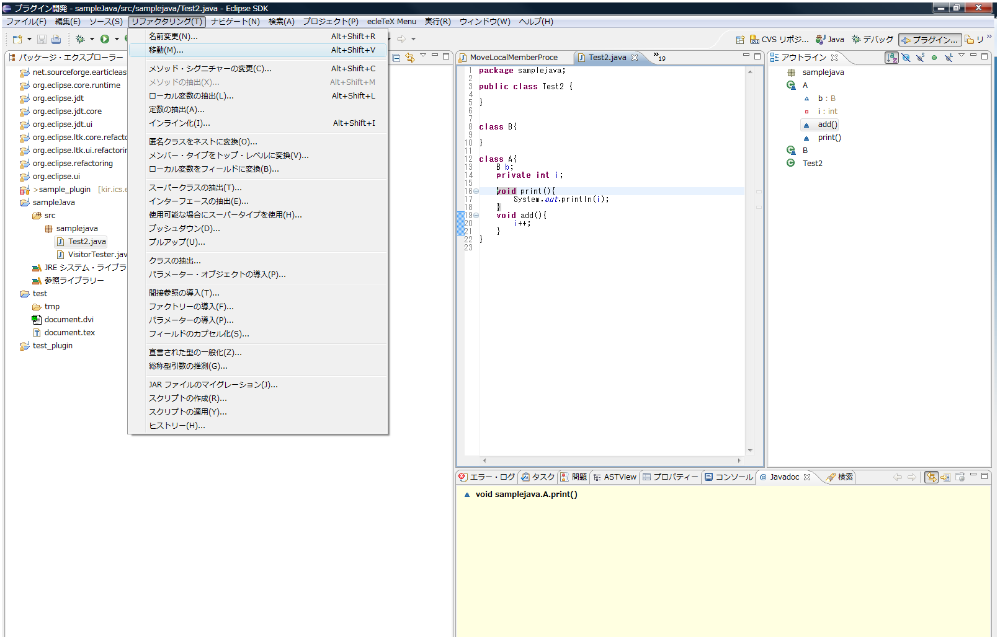 プラグイン開発 - sampleJava/src/samplejava/Test2.java - Eclipse SDK
ファイル(F) 編集(E) ソース(S) リファクタリング(T) ナビゲート(N) 検索(A) プロジェクト(P) ecleTeX Menu 実行(R) ウィンドウ(W) ヘルプ(H)
CVS リポジ... Java デバッグ プラグイン... リ »
パッケージ・エクスプローラー
net.sourceforge.earticleas
org.eclipse.core.runtime
org.eclipse.jdt
org.eclipse.jdt.core
org.eclipse.jdt.ui
org.eclipse.ltk.core.refacto
org.eclipse.ltk.ui.refactorin
org.eclipse.refactoring
org.eclipse.ui
>sample_plugin [kir.ics.e
sampleJava
src
samplejava
Test2.java
VisitorTester.jav
JRE システム・ライブラ
参照ライブラリー
test
tmp
document.dvi
document.tex
test_plugin
名前変更(N)... Alt+Shift+R
移動(M)... Alt+Shift+V
メソッド・シグニチャーの変更(C)... Alt+Shift+C
メソッドの抽出(X)... Alt+Shift+M
ローカル変数の抽出(L)... Alt+Shift+L
定数の抽出(A)...
インライン化(I)... Alt+Shift+I
匿名クラスをネストに変換(O)...
メンバー・タイプをトップ・レベルに変換(V)...
ローカル変数をフィールドに変換(B)...
スーパークラスの抽出(T)...
インターフェースの抽出(E)...
使用可能な場合にスーパータイプを使用(H)...
プッシュダウン(D)...
プルアップ(U)...
クラスの抽出...
パラメーター・オブジェクトの導入(P)...
間接参照の導入(T)...
ファクトリーの導入(F)...
パラメーターの導入(P)...
フィールドのカプセル化(S)...
宣言された型の一般化(Z)...
総称型引数の推測(G)...
JAR ファイルのマイグレーション(J)...
スクリプトの作成(R)...
スクリプトの適用(Y)...
ヒストリー(H)...
MoveLocalMemberProce Test2.java »19
1 package samplejava;
2
3 public class Test2 {
4
5 }
6
7
8 class B{
9
10 }
11
12 class A{
13 B b;
14 private int i;
15
16 void print(){
17 System.out.println(i);
18 }
19 void add(){
20 i++;
21 }
22 }
23
アウトライン
samplejava
A
b : B
i : int
add()
print()
B
Test2
エラー・ログ タスク 問題 ASTView プロパティー コンソール @ Javadoc 検索
void samplejava.A.print()